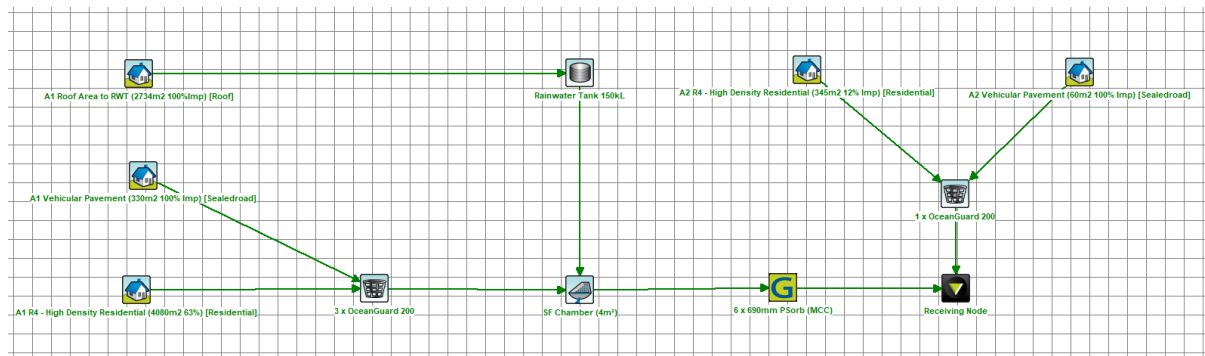 A1 Roof Area to RWT (2734m2 100%Imp) [Roof]
Rainwater Tank 150kL
A2 R4 - High Density Residential (345m2 12% Imp) [Residential]
A2 Vehicular Pavement (60m2 100% Imp) [Sealedroad]
A1 Vehicular Pavement (330m2 100% Imp) [Sealedroad]
1 x OceanGuard 200
A1 R4 - High Density Residential (4080m2 63%) [Residential]
3 x OceanGuard 200
SF Chamber (4m²)
G
6 x 690mm PSorb (MCC)
Receiving Node